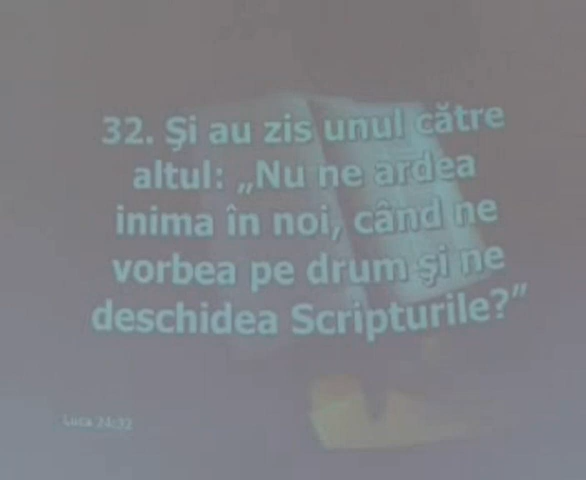 32. Şi au zis unul către
altul: „Nu ne ardea
inima în noi, când ne
vorbea pe drum şi ne
deschidea Scripturile?”
Luca 24:32